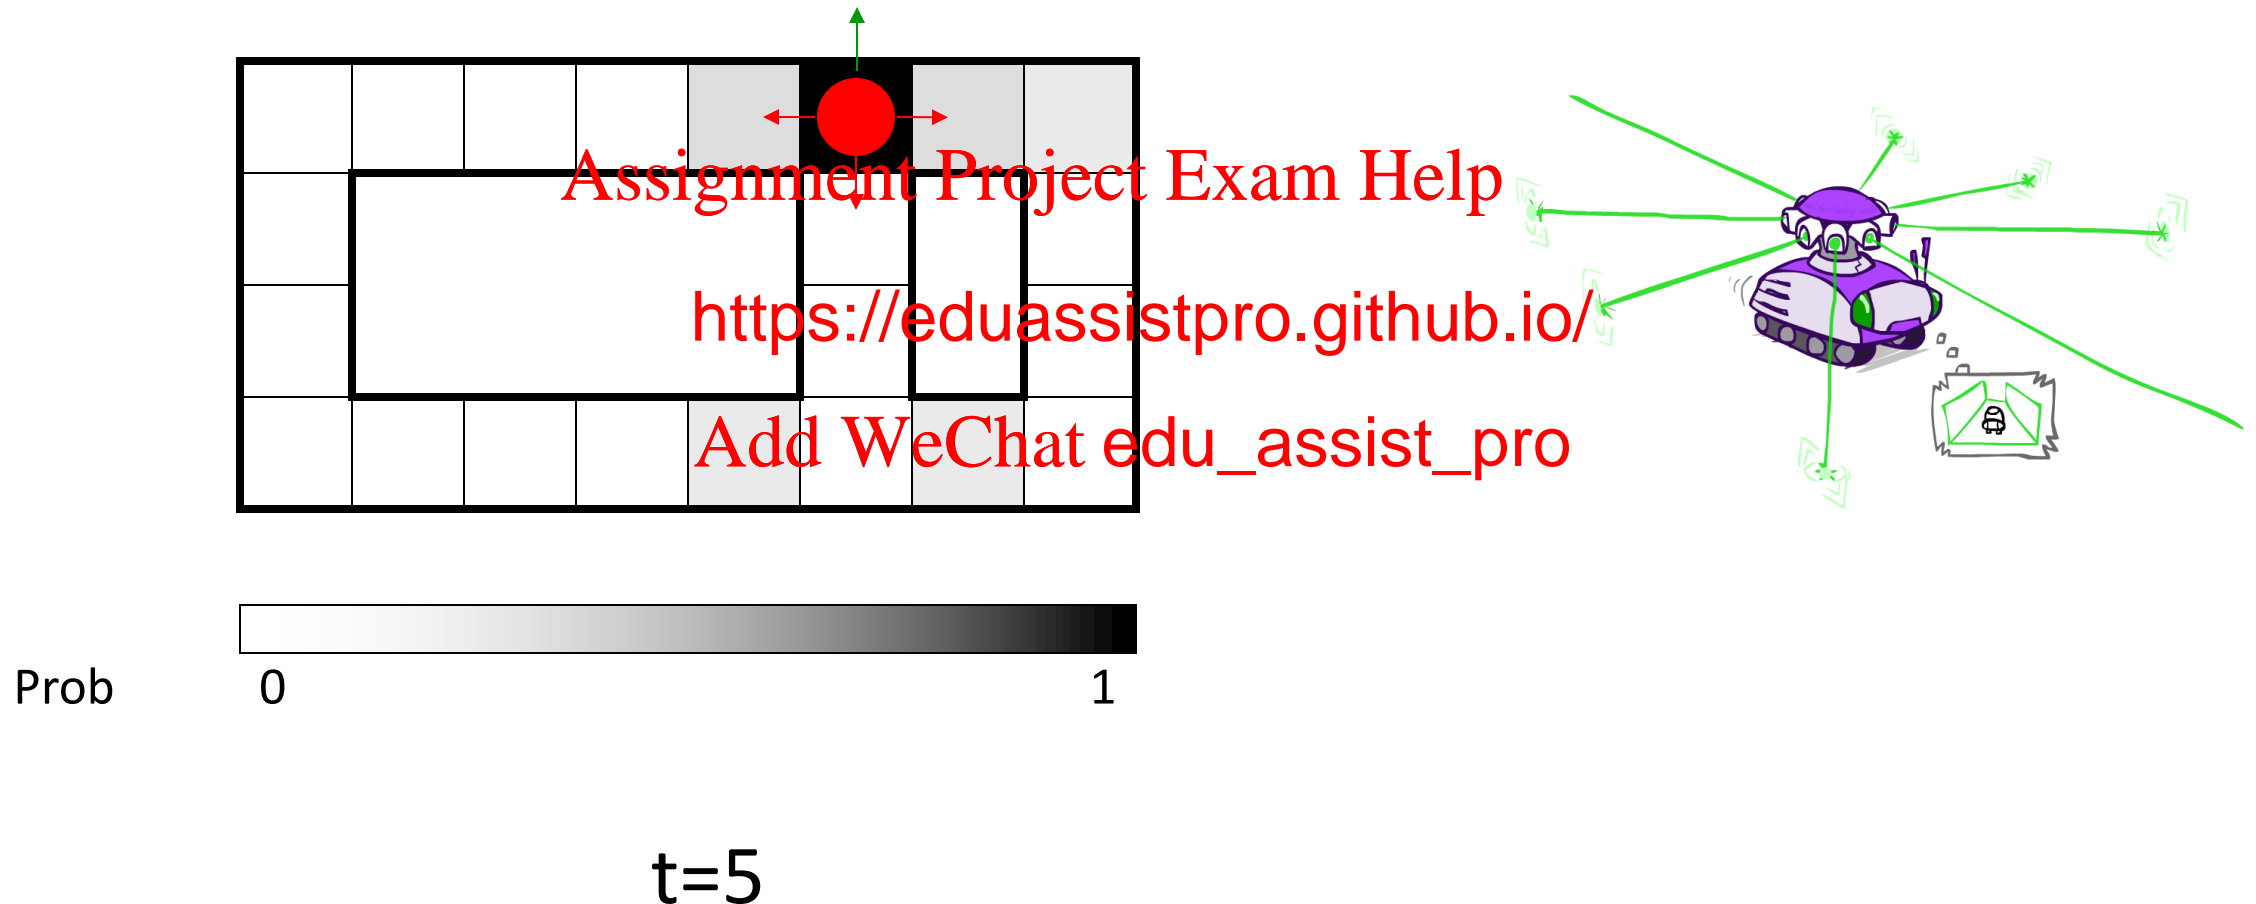 Assignment Project Exam Help
https://eduassistpro.github.io/
Add WeChat edu_assist_pro
Prob 0 1
t=5